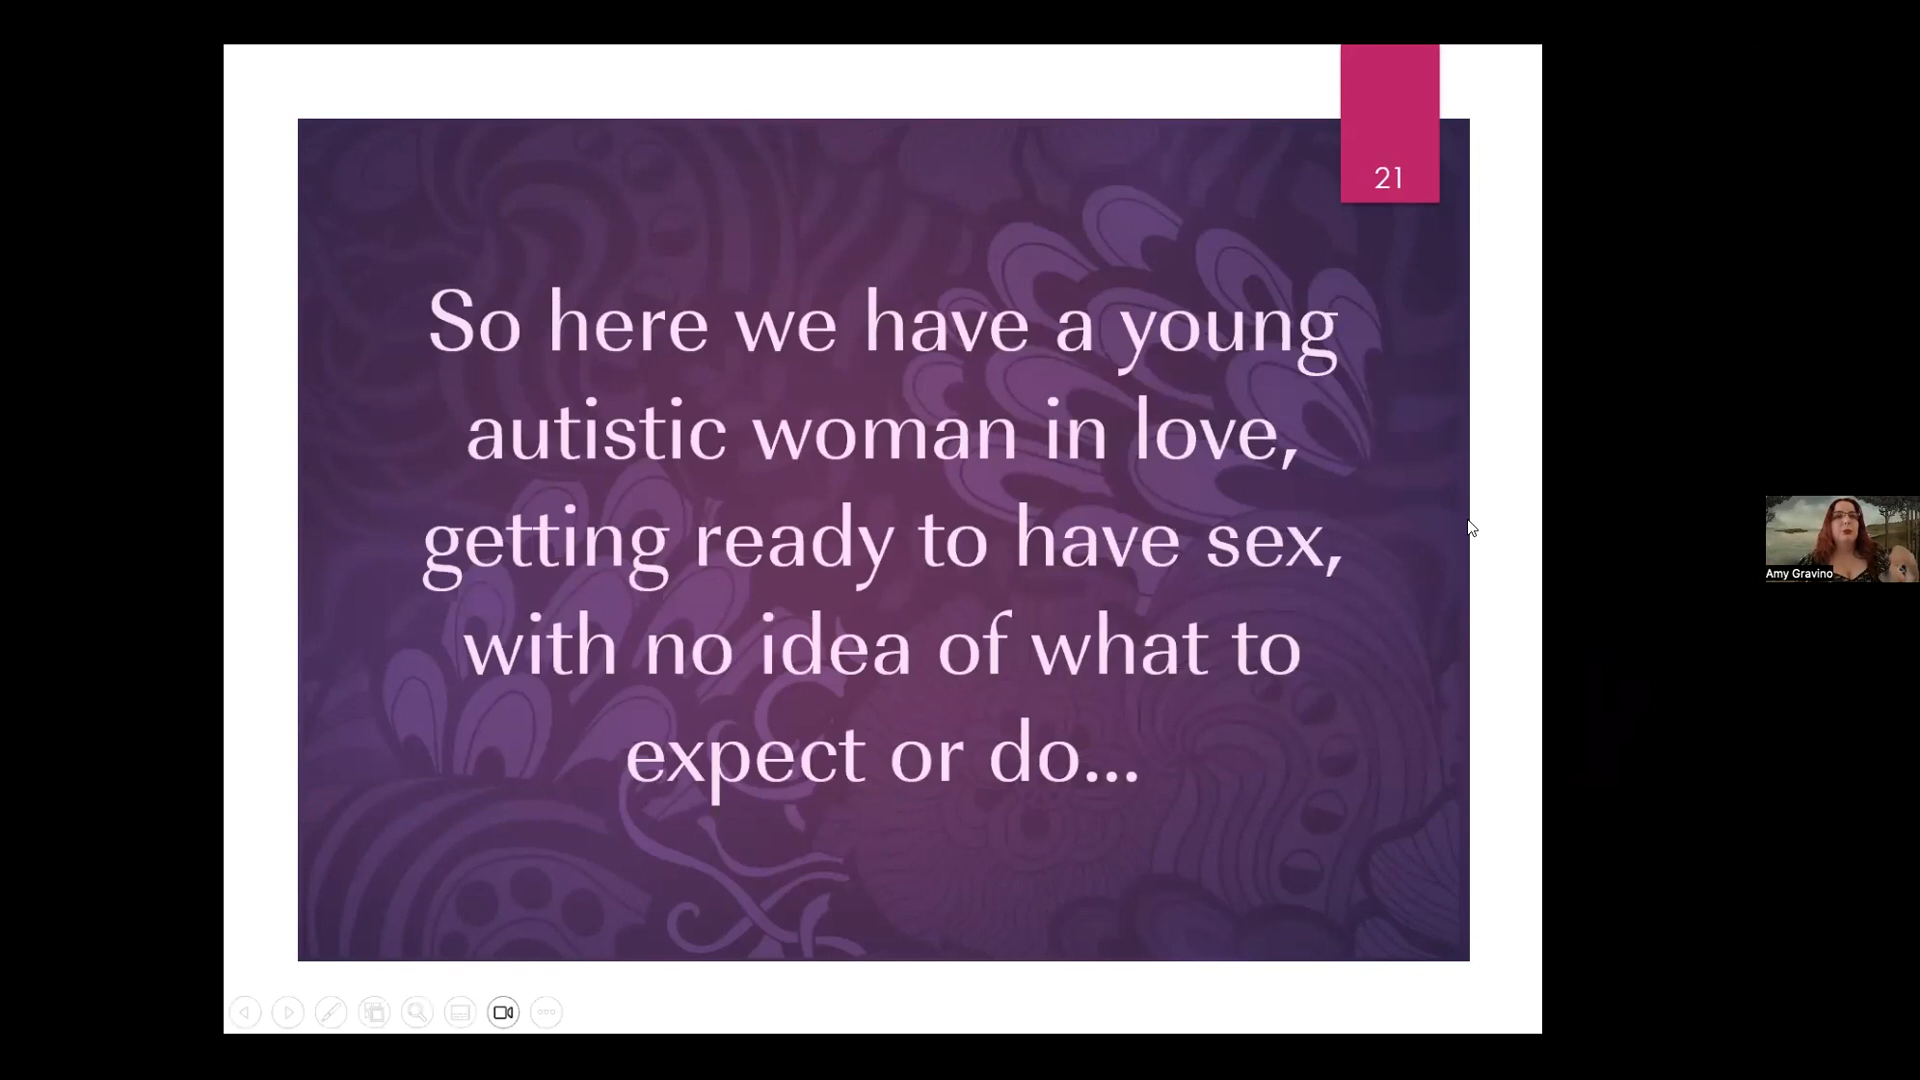 21
So here we have a young
autistic woman in love,
getting ready to have sex,
with no idea of what to
expect or do...
Amy Gravino